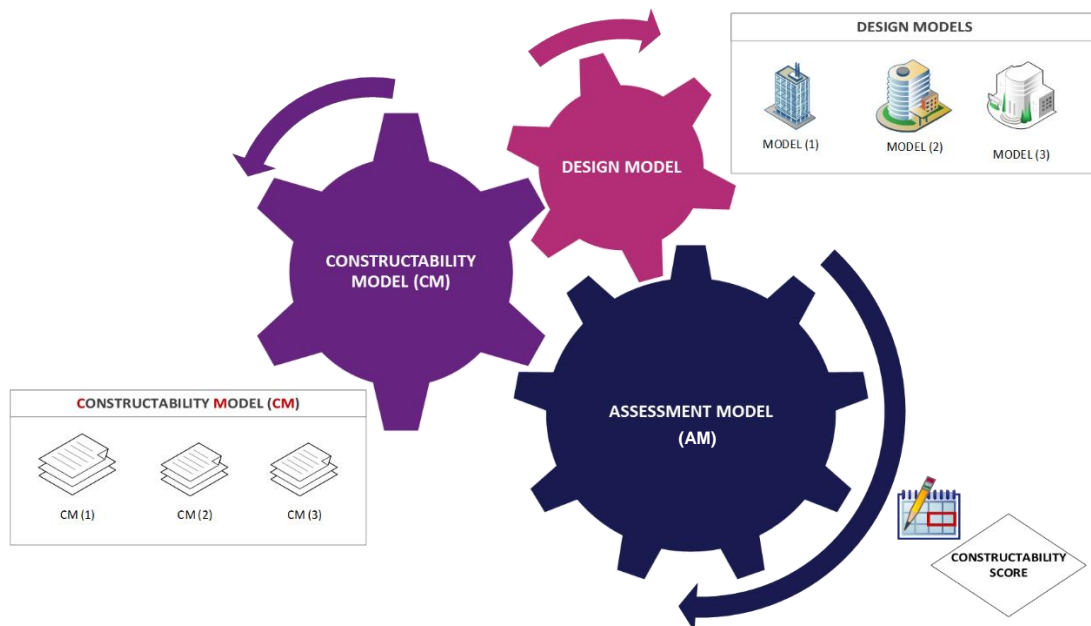 DESIGN MODELS
MODEL (1)
MODEL (2)
MODEL (3)
DESIGN MODEL
CONSTRUCTABILITY
MODEL (CM)
CONSTRUCTABILITY MODEL (CM)
CM (1)
CM (2)
CM (3)
ASSESSMENT MODEL
(AM)
CONSTRUCTABILITY
SCORE